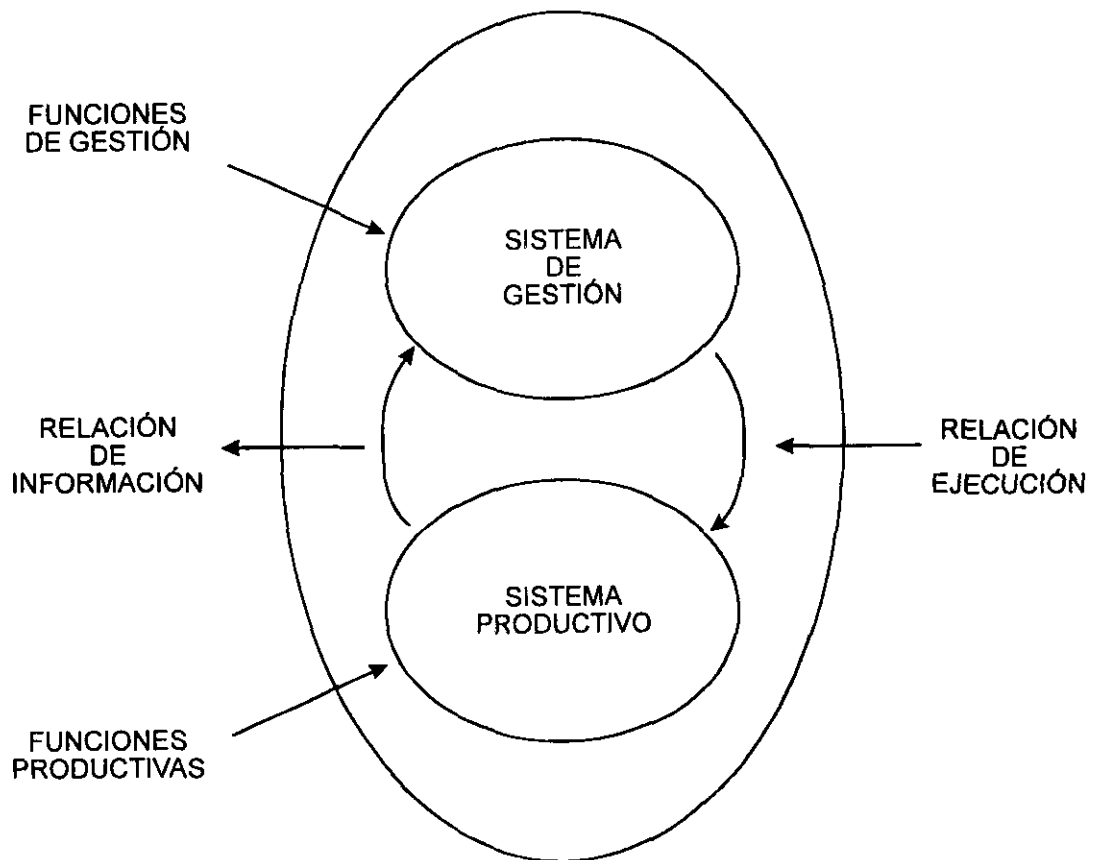 FUNCIONES
DE GESTIÓN
SISTEMA
DE
GESTIÓN
RELACIÓN
DE
INFORMACIÓN
RELACIÓN
DE
EJECUCIÓN
SISTEMA
PRODUCTIVO
FUNCIONES
PRODUCTIVAS